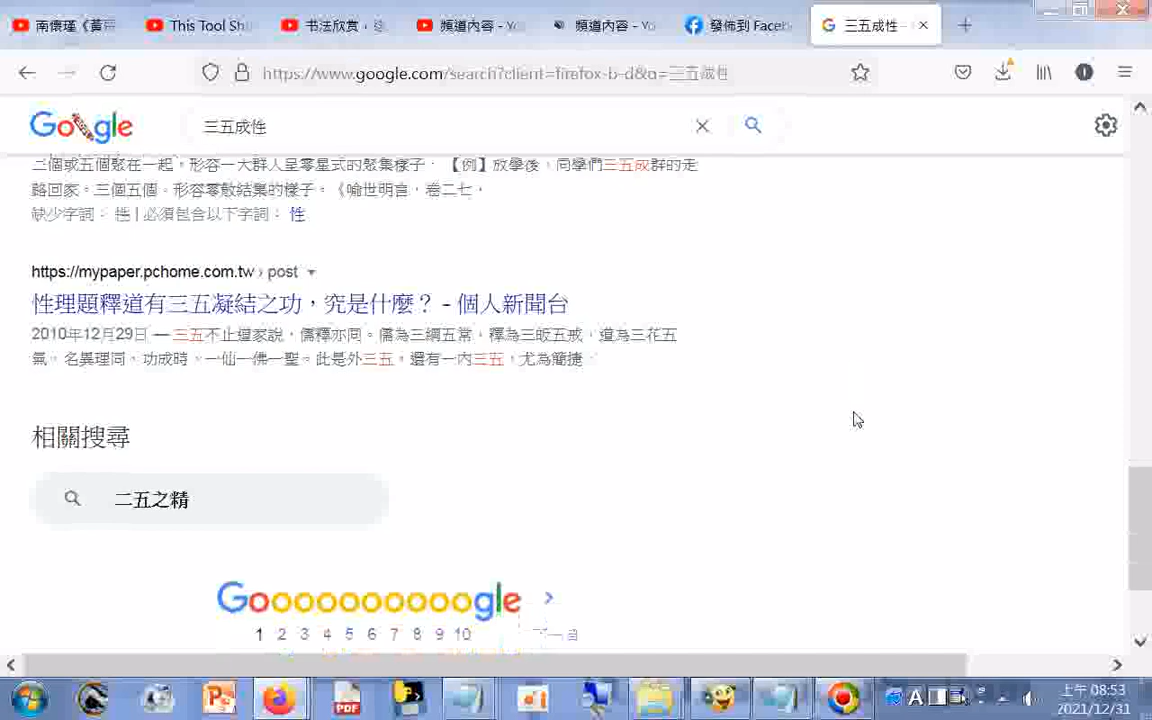 南懷瑾《黃帝
This Tool Sh
书法欣赏
頻道內容 - Yo
頻道內容 - Yo
發佈到 Faceb
三五成性 -
https://www.google.com/search?client=firefox-b-d&q=三五成性
Google
三五成性
三個或五個聚在一起。形容一大群人呈零星式的聚集樣子. 【例】放學後，同學們三五成群的走
路回家。三個五個。形容零散結集的樣子。《喻世明言．卷二七．
缺少字詞： 性 | 必須包含以下字詞： 性
https://mypaper.pchome.com.tw › post
性理題釋道有三五凝結之功，究是什麼？ - 個人新聞台
2010年12月29日 — 三五不止道家說，儒釋亦同。儒為三綱五常，釋為三皈五戒，道為三花五
氣。名異理同，功成時，一仙一佛一聖。此是外三五，還有一內三五，尤為簡捷
相關搜尋
二五之精
Goooooooooogle
1 2 3 4 5 6 7 8 9 10
下一頁
PDF
A
上午 08:53
2021/12/31